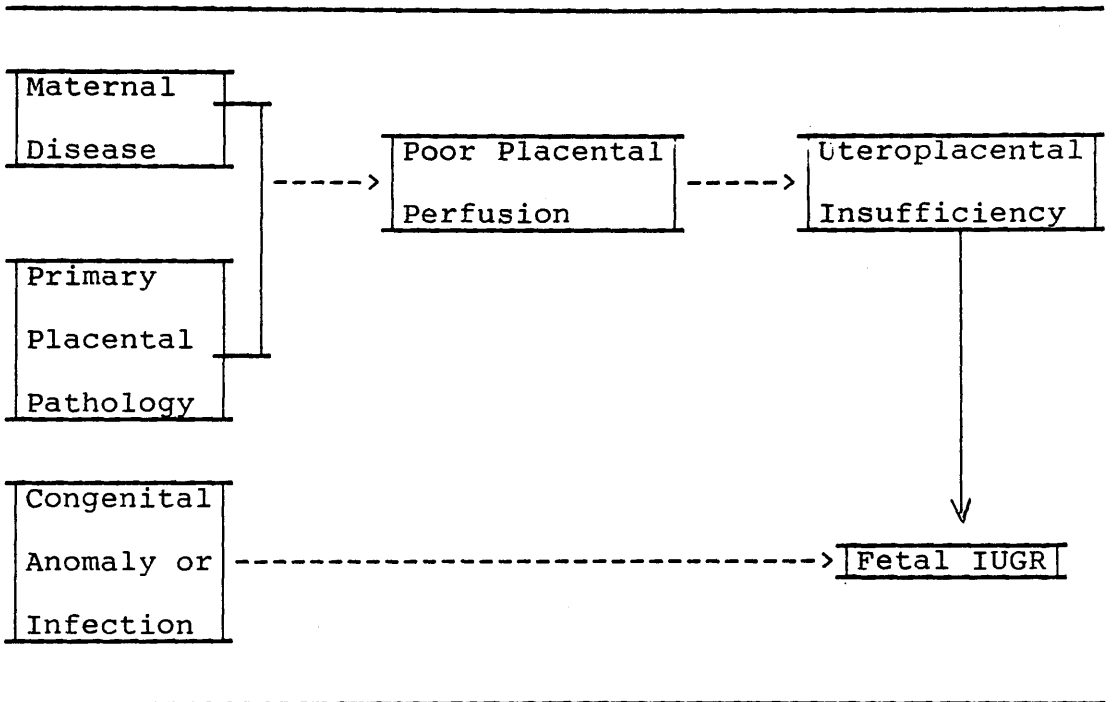 Maternal
Disease
Poor Placental
Perfusion
Uteroplacental
Insufficiency
Primary
Placental
Pathology
Congenital
Anomaly or
Infection
Fetal IUGR